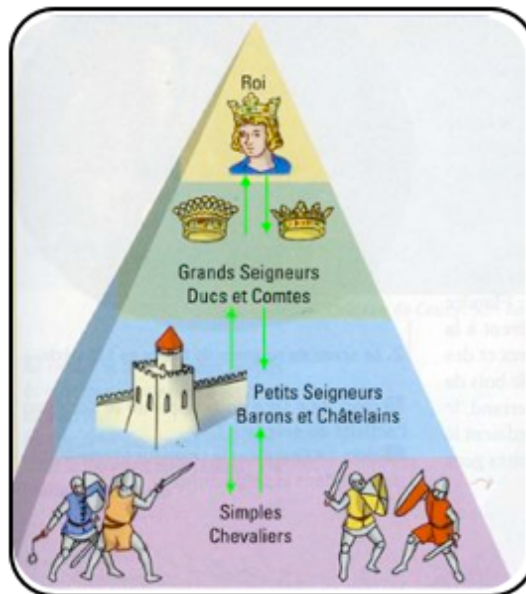 Roi
Grands Seigneurs
Ducs et Comtes
Petits Seigneurs
Barons et Châtelains
Simples
Chevaliers